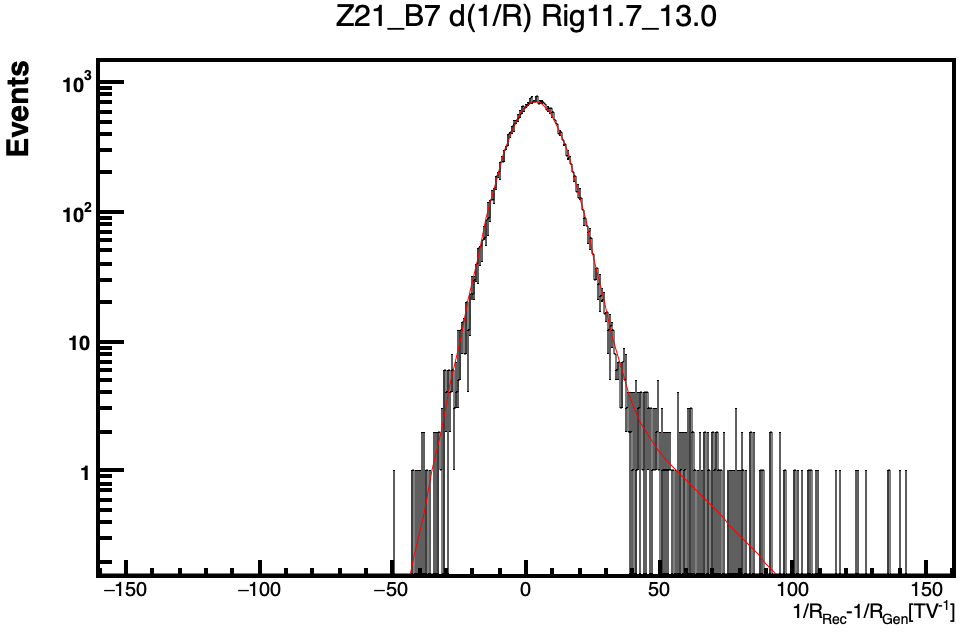 Z21_B7 d(1/R) Rig11.7_13.0
Events
10³
10²
10
1
−150 −100 −50 0 50 100 150
1/R_Rec-1/R_Gen[TV⁻¹]